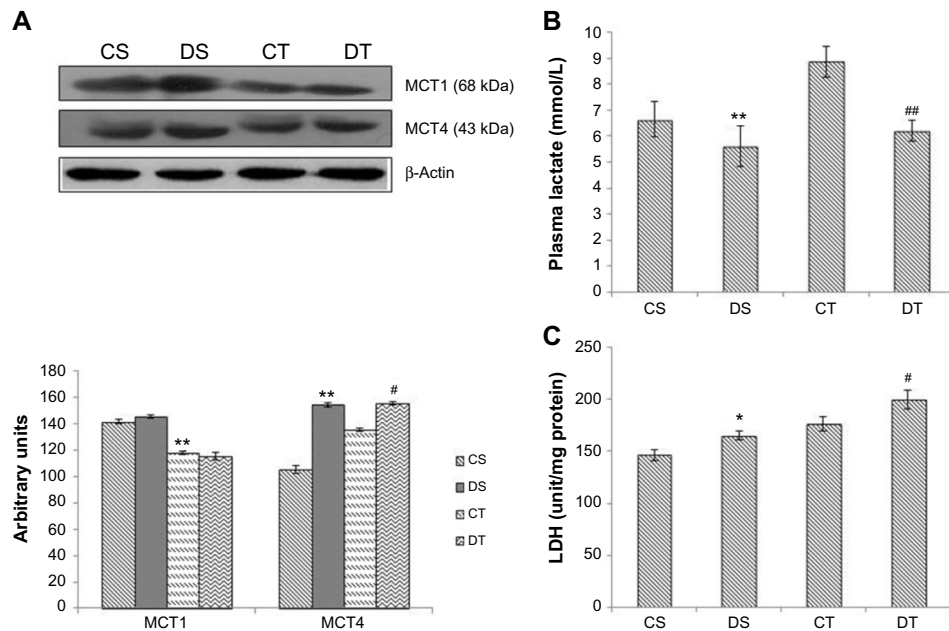 A
CS DS CT DT
MCT1 (68 kDa)
MCT4 (43 kDa)
β-Actin
Arbitrary units
180
160
140
120
100
80
60
40
20
0
**
**
#
MCT1 MCT4
CS
DS
CT
DT
B
Plasma lactate (mmol/L)
10
9
8
7
6
5
4
3
2
1
0
**
##
CS DS CT DT
C
LDH (unit/mg protein)
250
200
150
100
50
0
*
#
CS DS CT DT